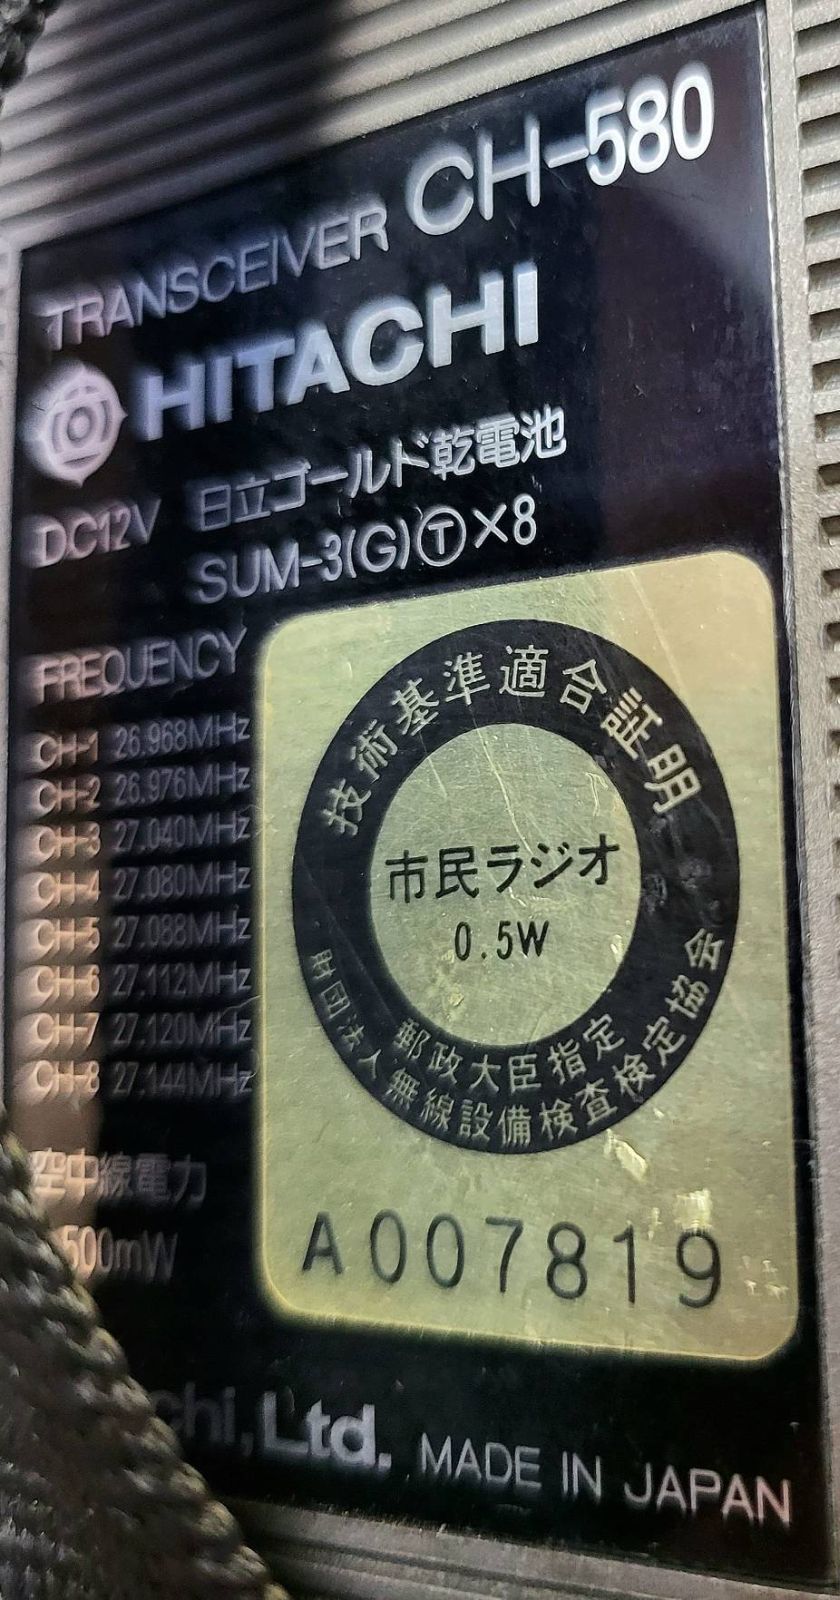 TRANSCEIVER CH-580
HITACHI
DC12V 日立ゴールド乾電池
SUM-3(G)Ⓣ×8
FREQUENCY
CH-1 26.968MHz
CH-2 26.976MHz
CH-3 27.040MHz
CH-4 27.080MHz
CH-5 27.088MHz
CH-6 27.112MHz
CH-7 27.120MHz
CH-8 27.144MHz
空中線電力
500mW
技術基準適合証明
市民ラジオ
0.5W
郵政大臣指定
財団法人無線設備検査検定協会
A007819
chi,Ltd. MADE IN JAPAN